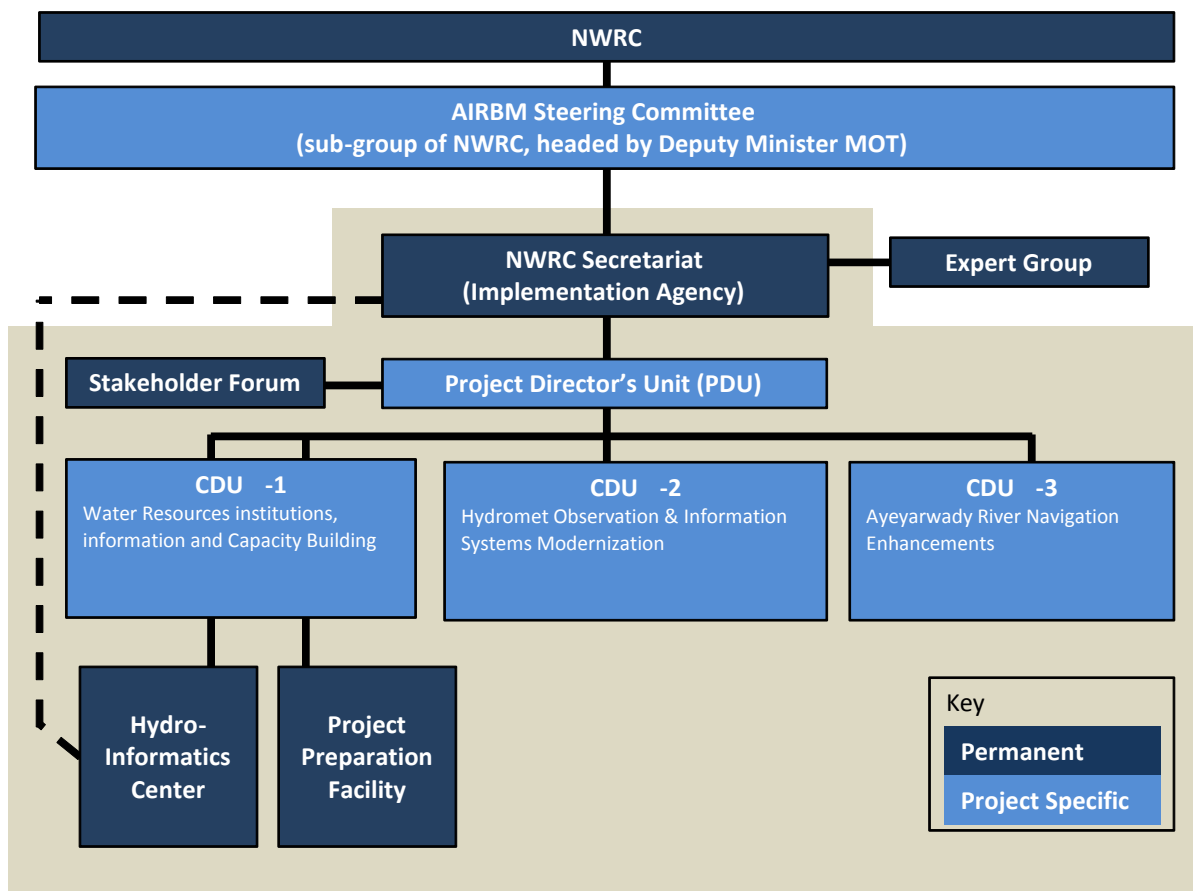 NWRC
AIRBM Steering Committee
(sub-group of NWRC, headed by Deputy Minister MOT)
NWRC Secretariat
(Implementation Agency)
Expert Group
Stakeholder Forum
Project Director's Unit (PDU)
CDU -1
Water Resources institutions,
information and Capacity Building
CDU -2
Hydromet Observation & Information
Systems Modernization
CDU -3
Ayeyarwady River Navigation
Enhancements
Hydro-
Informatics
Center
Project
Preparation
Facility
Key
Permanent
Project Specific